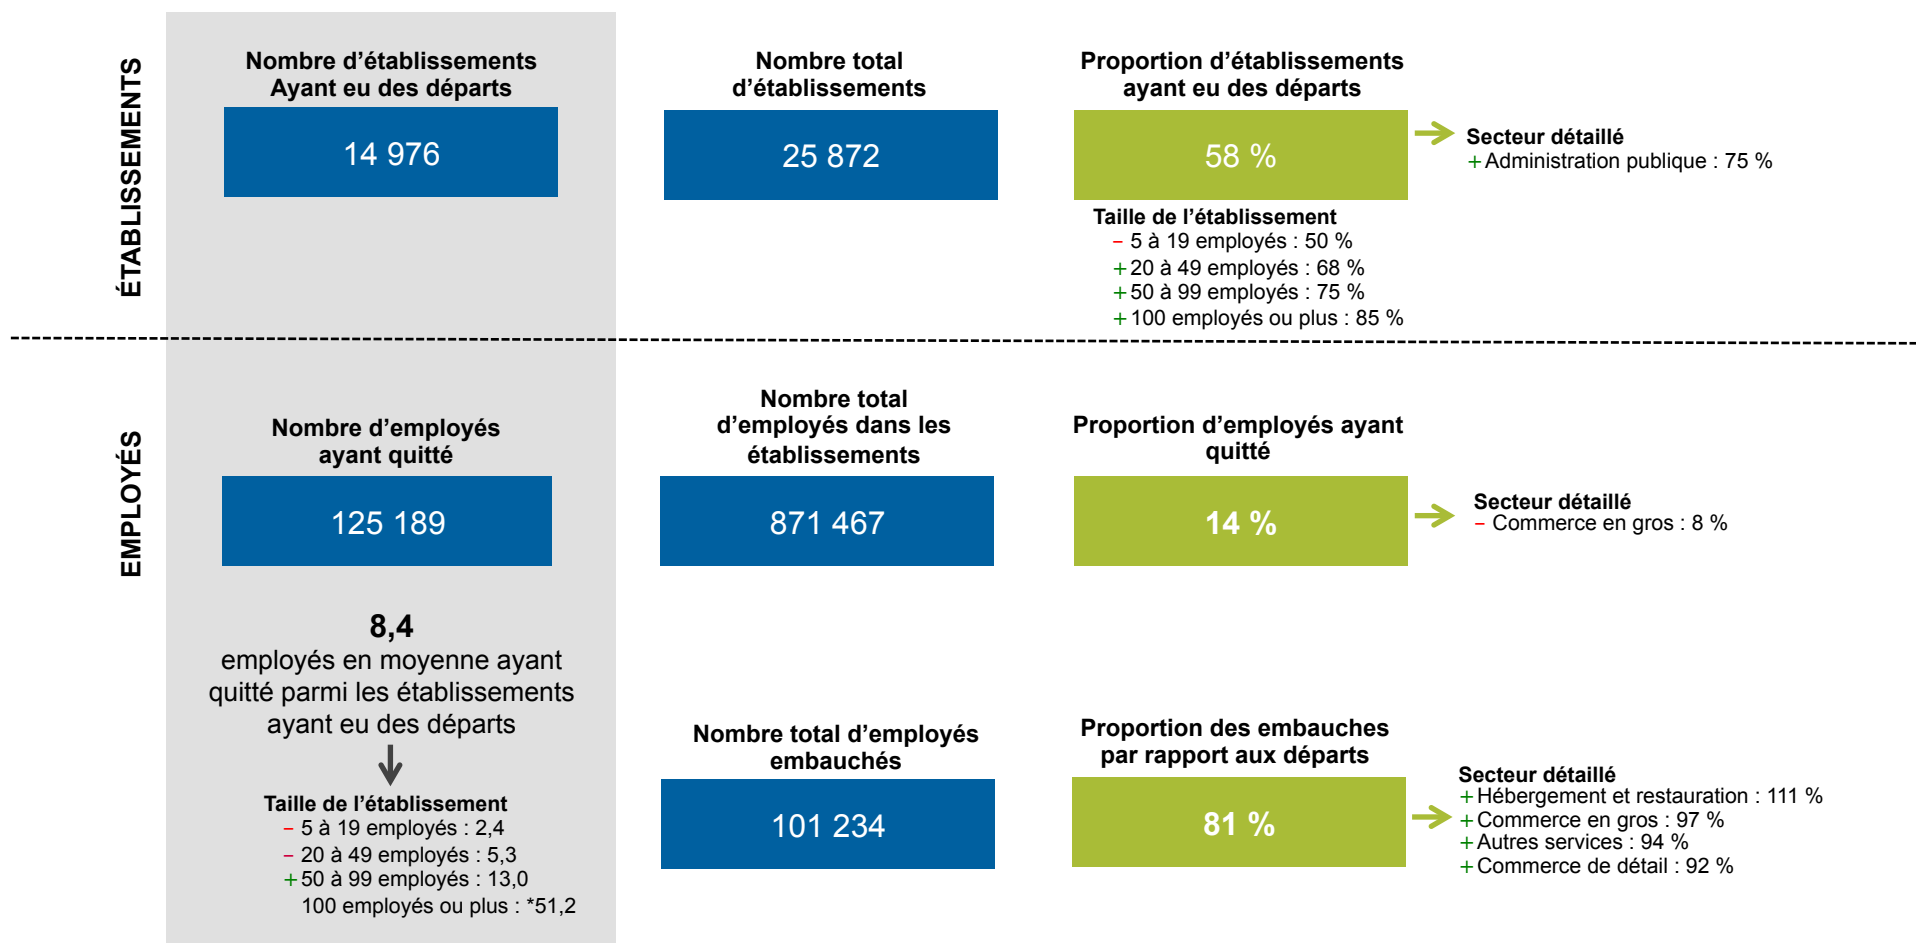 ÉTABLISSEMENTS
Nombre d’établissements
Ayant eu des départs
14 976
Nombre total
d’établissements
25 872
Proportion d’établissements
ayant eu des départs
58 %
Secteur détaillé
+ Administration publique : 75 %
Taille de l’établissement
– 5 à 19 employés : 50 %
+ 20 à 49 employés : 68 %
+ 50 à 99 employés : 75 %
+ 100 employés ou plus : 85 %
EMPLOYÉS
Nombre d’employés
ayant quitté
125 189
Nombre total
d’employés dans les
établissements
871 467
Proportion d’employés ayant
quitté
14 %
Secteur détaillé
– Commerce en gros : 8 %
8,4
employés en moyenne ayant
quitté parmi les établissements
ayant eu des départs
Taille de l’établissement
– 5 à 19 employés : 2,4
– 20 à 49 employés : 5,3
+ 50 à 99 employés : 13,0
100 employés ou plus : *51,2
Nombre total d’employés
embauchés
101 234
Proportion des embauches
par rapport aux départs
81 %
Secteur détaillé
+ Hébergement et restauration : 111 %
+ Commerce en gros : 97 %
+ Autres services : 94 %
+ Commerce de détail : 92 %